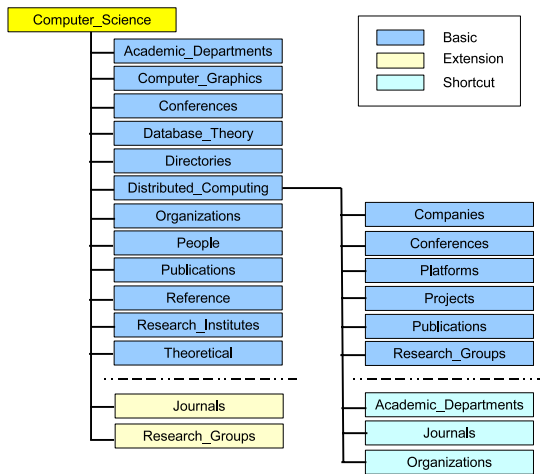 Computer_Science
Academic_Departments
Computer_Graphics
Conferences
Database_Theory
Directories
Distributed_Computing
Organizations
People
Publications
Reference
Research_Institutes
Theoretical
Journals
Research_Groups
Basic
Extension
Shortcut
Companies
Conferences
Platforms
Projects
Publications
Research_Groups
Academic_Departments
Journals
Organizations